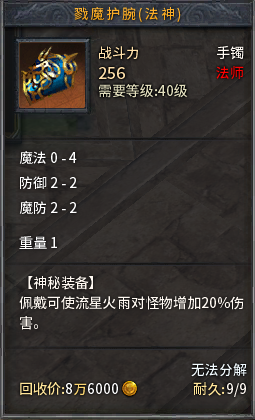 戮魔护腕(法神)
战斗力 手镯
256 法师
需要等级:40级
魔法 0 - 4
防御 2 - 2
魔防 2 - 2
重量 1
【神秘装备】
佩戴可使流星火雨对怪物增加20%伤
害。
无法分解
回收价:8万6000 耐久:9/9